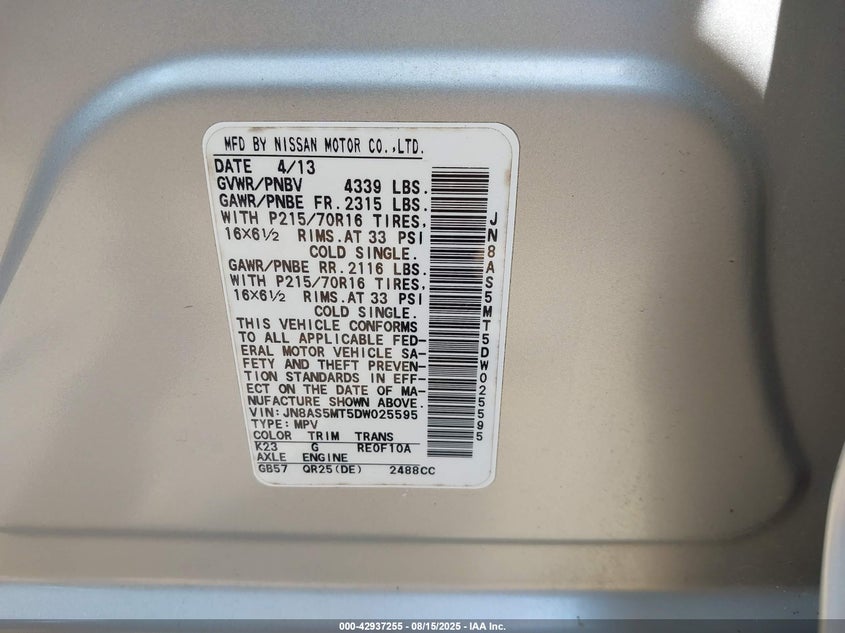 MFD BY NISSAN MOTOR CO.,LTD.
DATE 4/13
GVWR/PNBV 4339 LBS.
GAWR/PNBE FR. 2315 LBS.
WITH P215/70R16 TIRES,
16X6½ RIMS. AT 33 PSI
COLD SINGLE.
GAWR/PNBE RR. 2116 LBS.
WITH P215/70R16 TIRES,
16X6½ RIMS. AT 33 PSI
COLD SINGLE.
THIS VEHICLE CONFORMS
TO ALL APPLICABLE FED-
ERAL MOTOR VEHICLE SA-
FETY AND THEFT PREVEN-
TION STANDARDS IN EFF-
ECT ON THE DATE OF MA-
NUFACTURE SHOWN ABOVE.
VIN: JN8AS5MT5DW025595
TYPE: MPV
COLOR TRIM TRANS
K23 G RE0F10A
AXLE ENGINE
GB57 QR25(DE) 2488CC
JN8AS5MT5DW025595
000-42937255 - 08/15/2025 - IAA Inc.